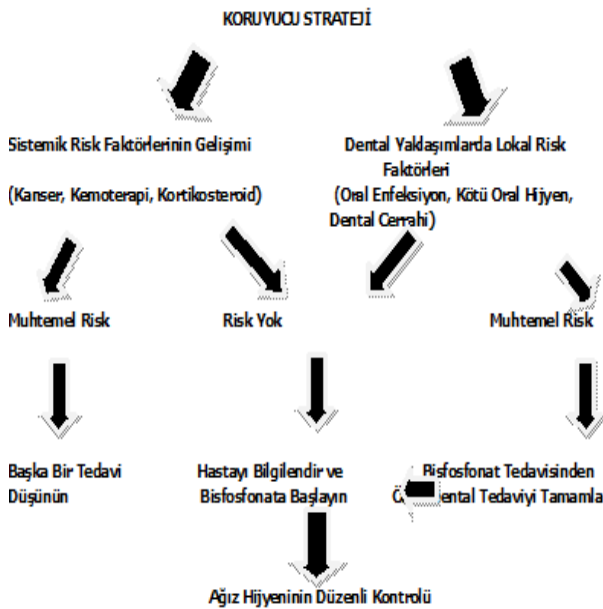 KORUYUCU STRATEJİ
Sistemik Risk Faktörlerinin Gelişimi
(Kanser, Kemoterapi, Kortikosteroid)
Dental Yaklaşımlarda Lokal Risk
Faktörleri
(Oral Enfeksiyon, Kötü Oral Hijyen,
Dental Cerrahi)
Muhtemel Risk
Risk Yok
Muhtemel Risk
Başka Bir Tedavi
Düşünün
Hastayı Bilgilendir ve
Bisfosfonata Başlayın
Bisfosfonat Tedavisinden
Dental Tedaviyi Tamamla
Ağız Hijyeninin Düzenli Kontrolü